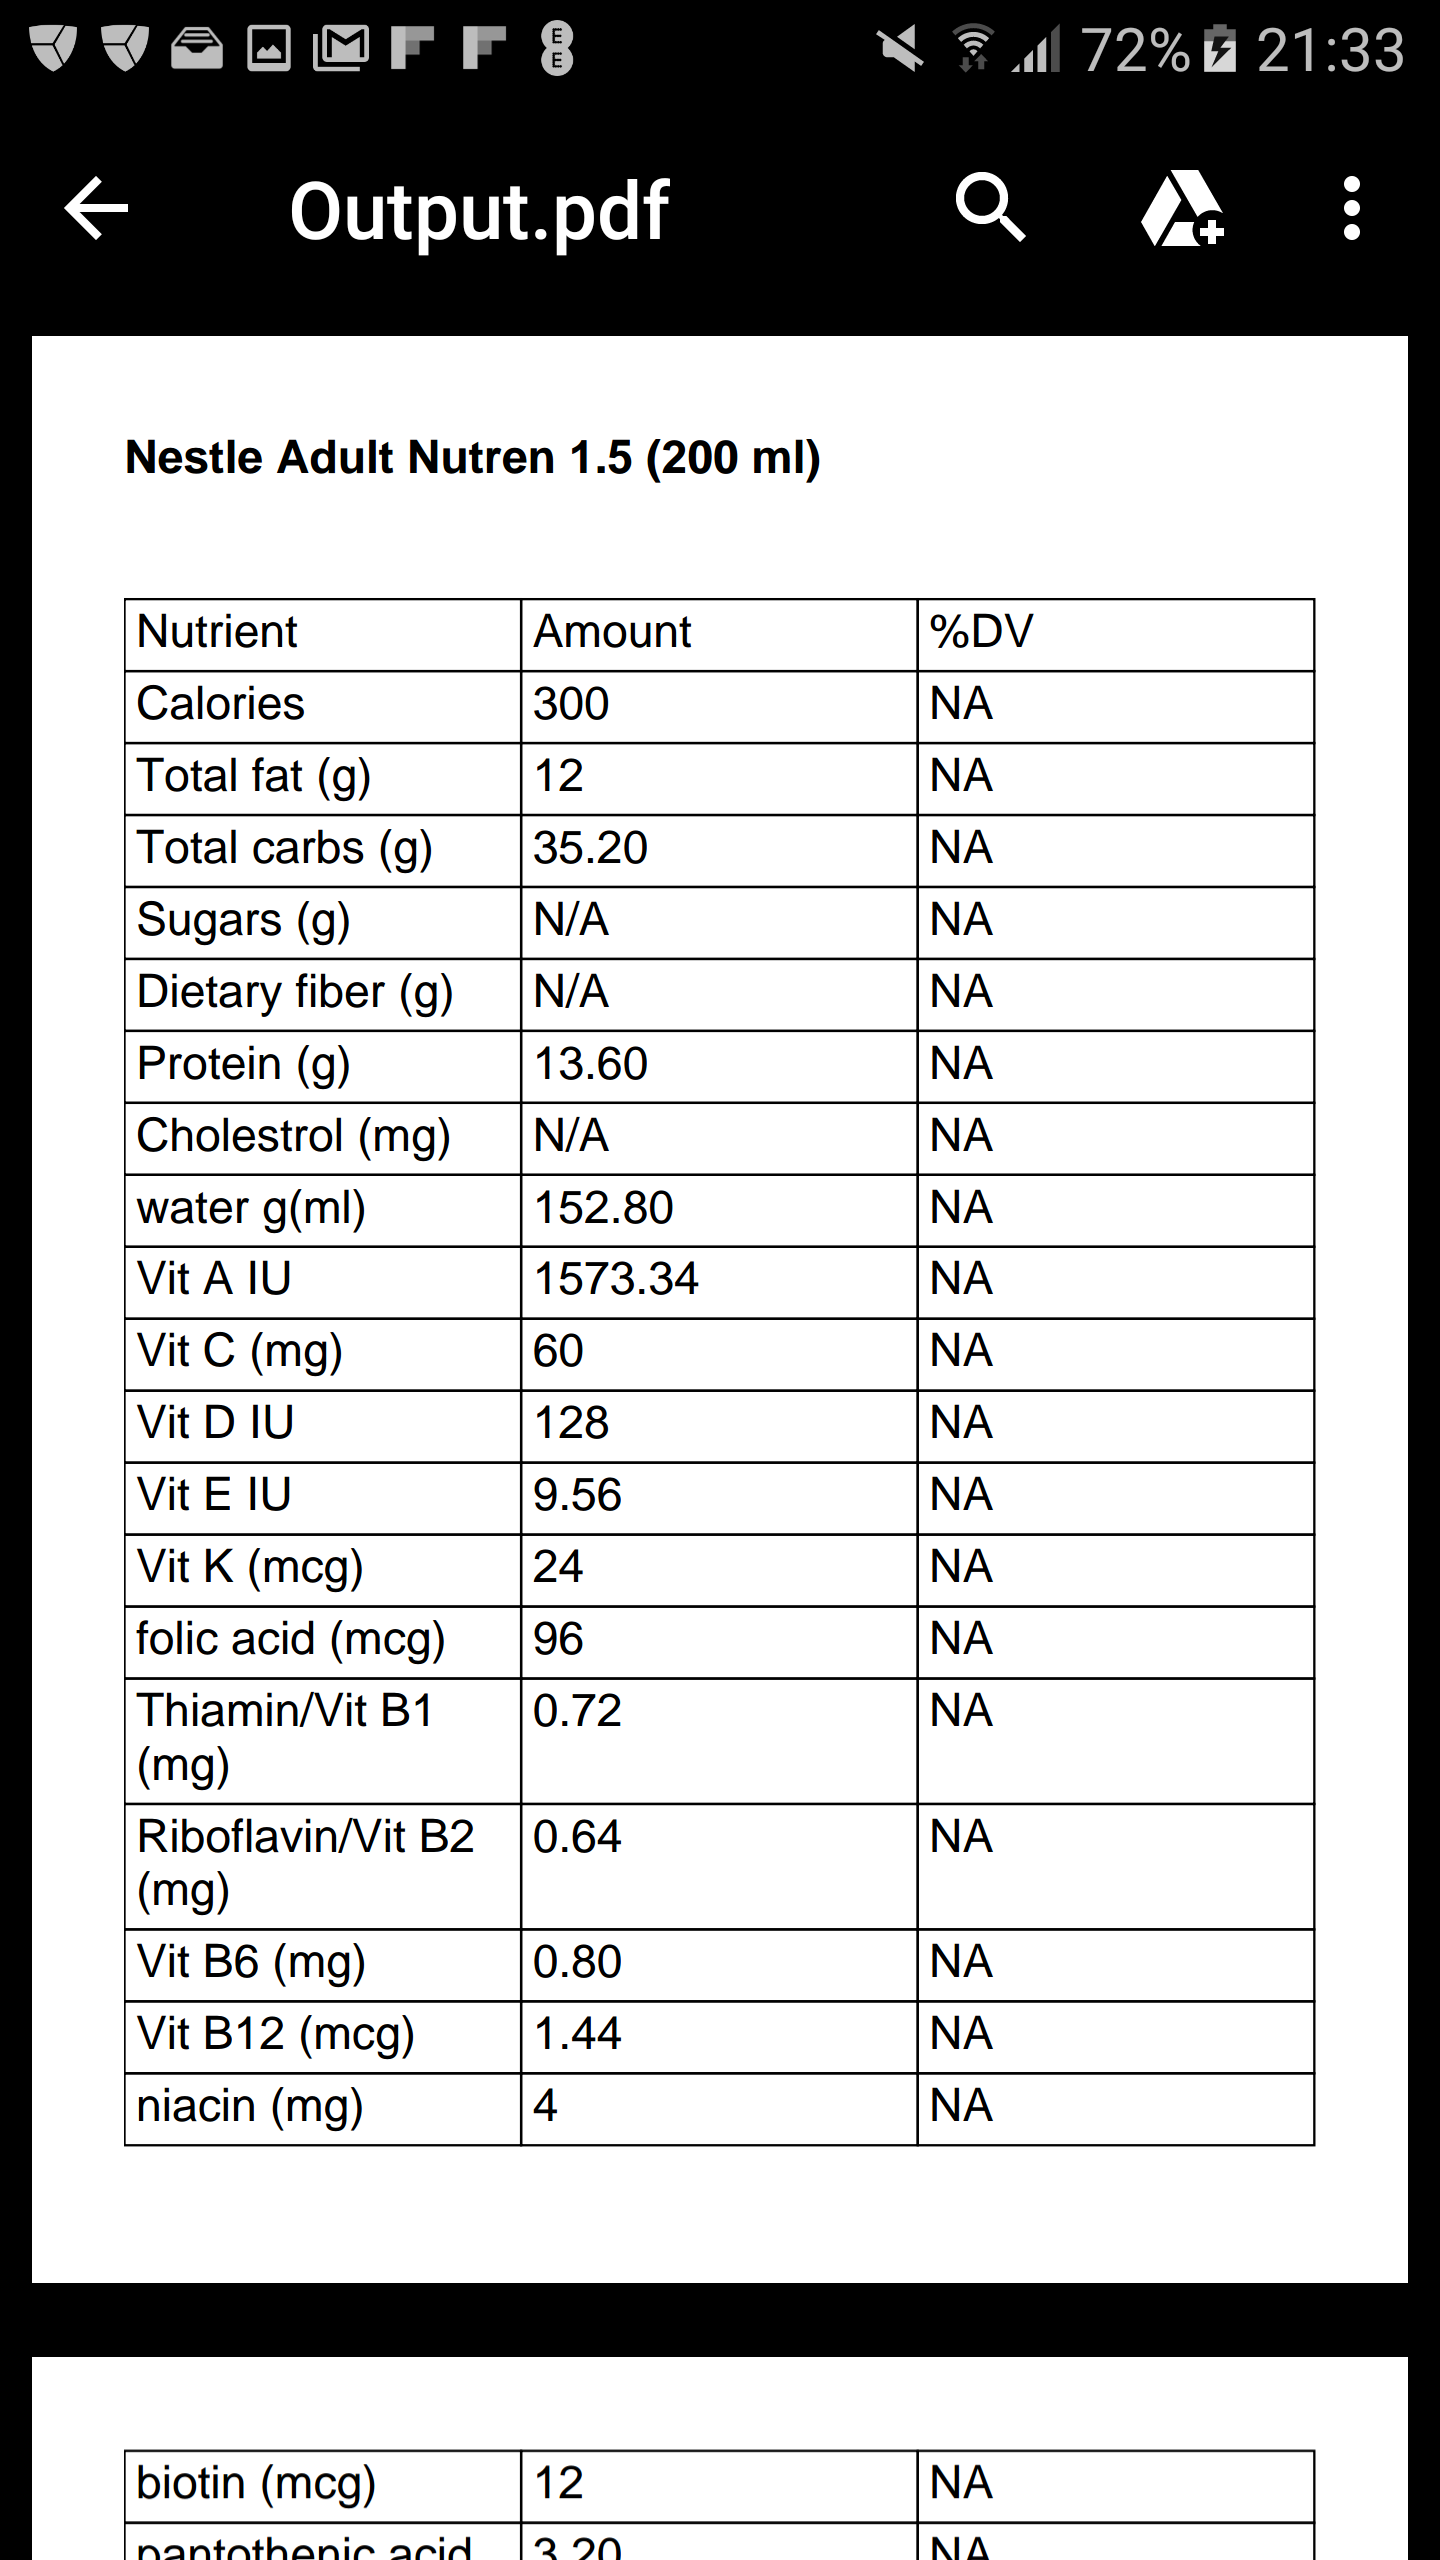 E
E
72% 21:33
Output.pdf
Nestle Adult Nutren 1.5 (200 ml)
Nutrient Amount %DV
Calories 300 NA
Total fat (g) 12 NA
Total carbs (g) 35.20 NA
Sugars (g) N/A NA
Dietary fiber (g) N/A NA
Protein (g) 13.60 NA
Cholestrol (mg) N/A NA
water g(ml) 152.80 NA
Vit A IU 1573.34 NA
Vit C (mg) 60 NA
Vit D IU 128 NA
Vit E IU 9.56 NA
Vit K (mcg) 24 NA
folic acid (mcg) 96 NA
Thiamin/Vit B1 0.72 NA
(mg)
Riboflavin/Vit B2 0.64 NA
(mg)
Vit B6 (mg) 0.80 NA
Vit B12 (mcg) 1.44 NA
niacin (mg) 4 NA
biotin (mcg) 12 NA
pantothenic acid 3.20 NA